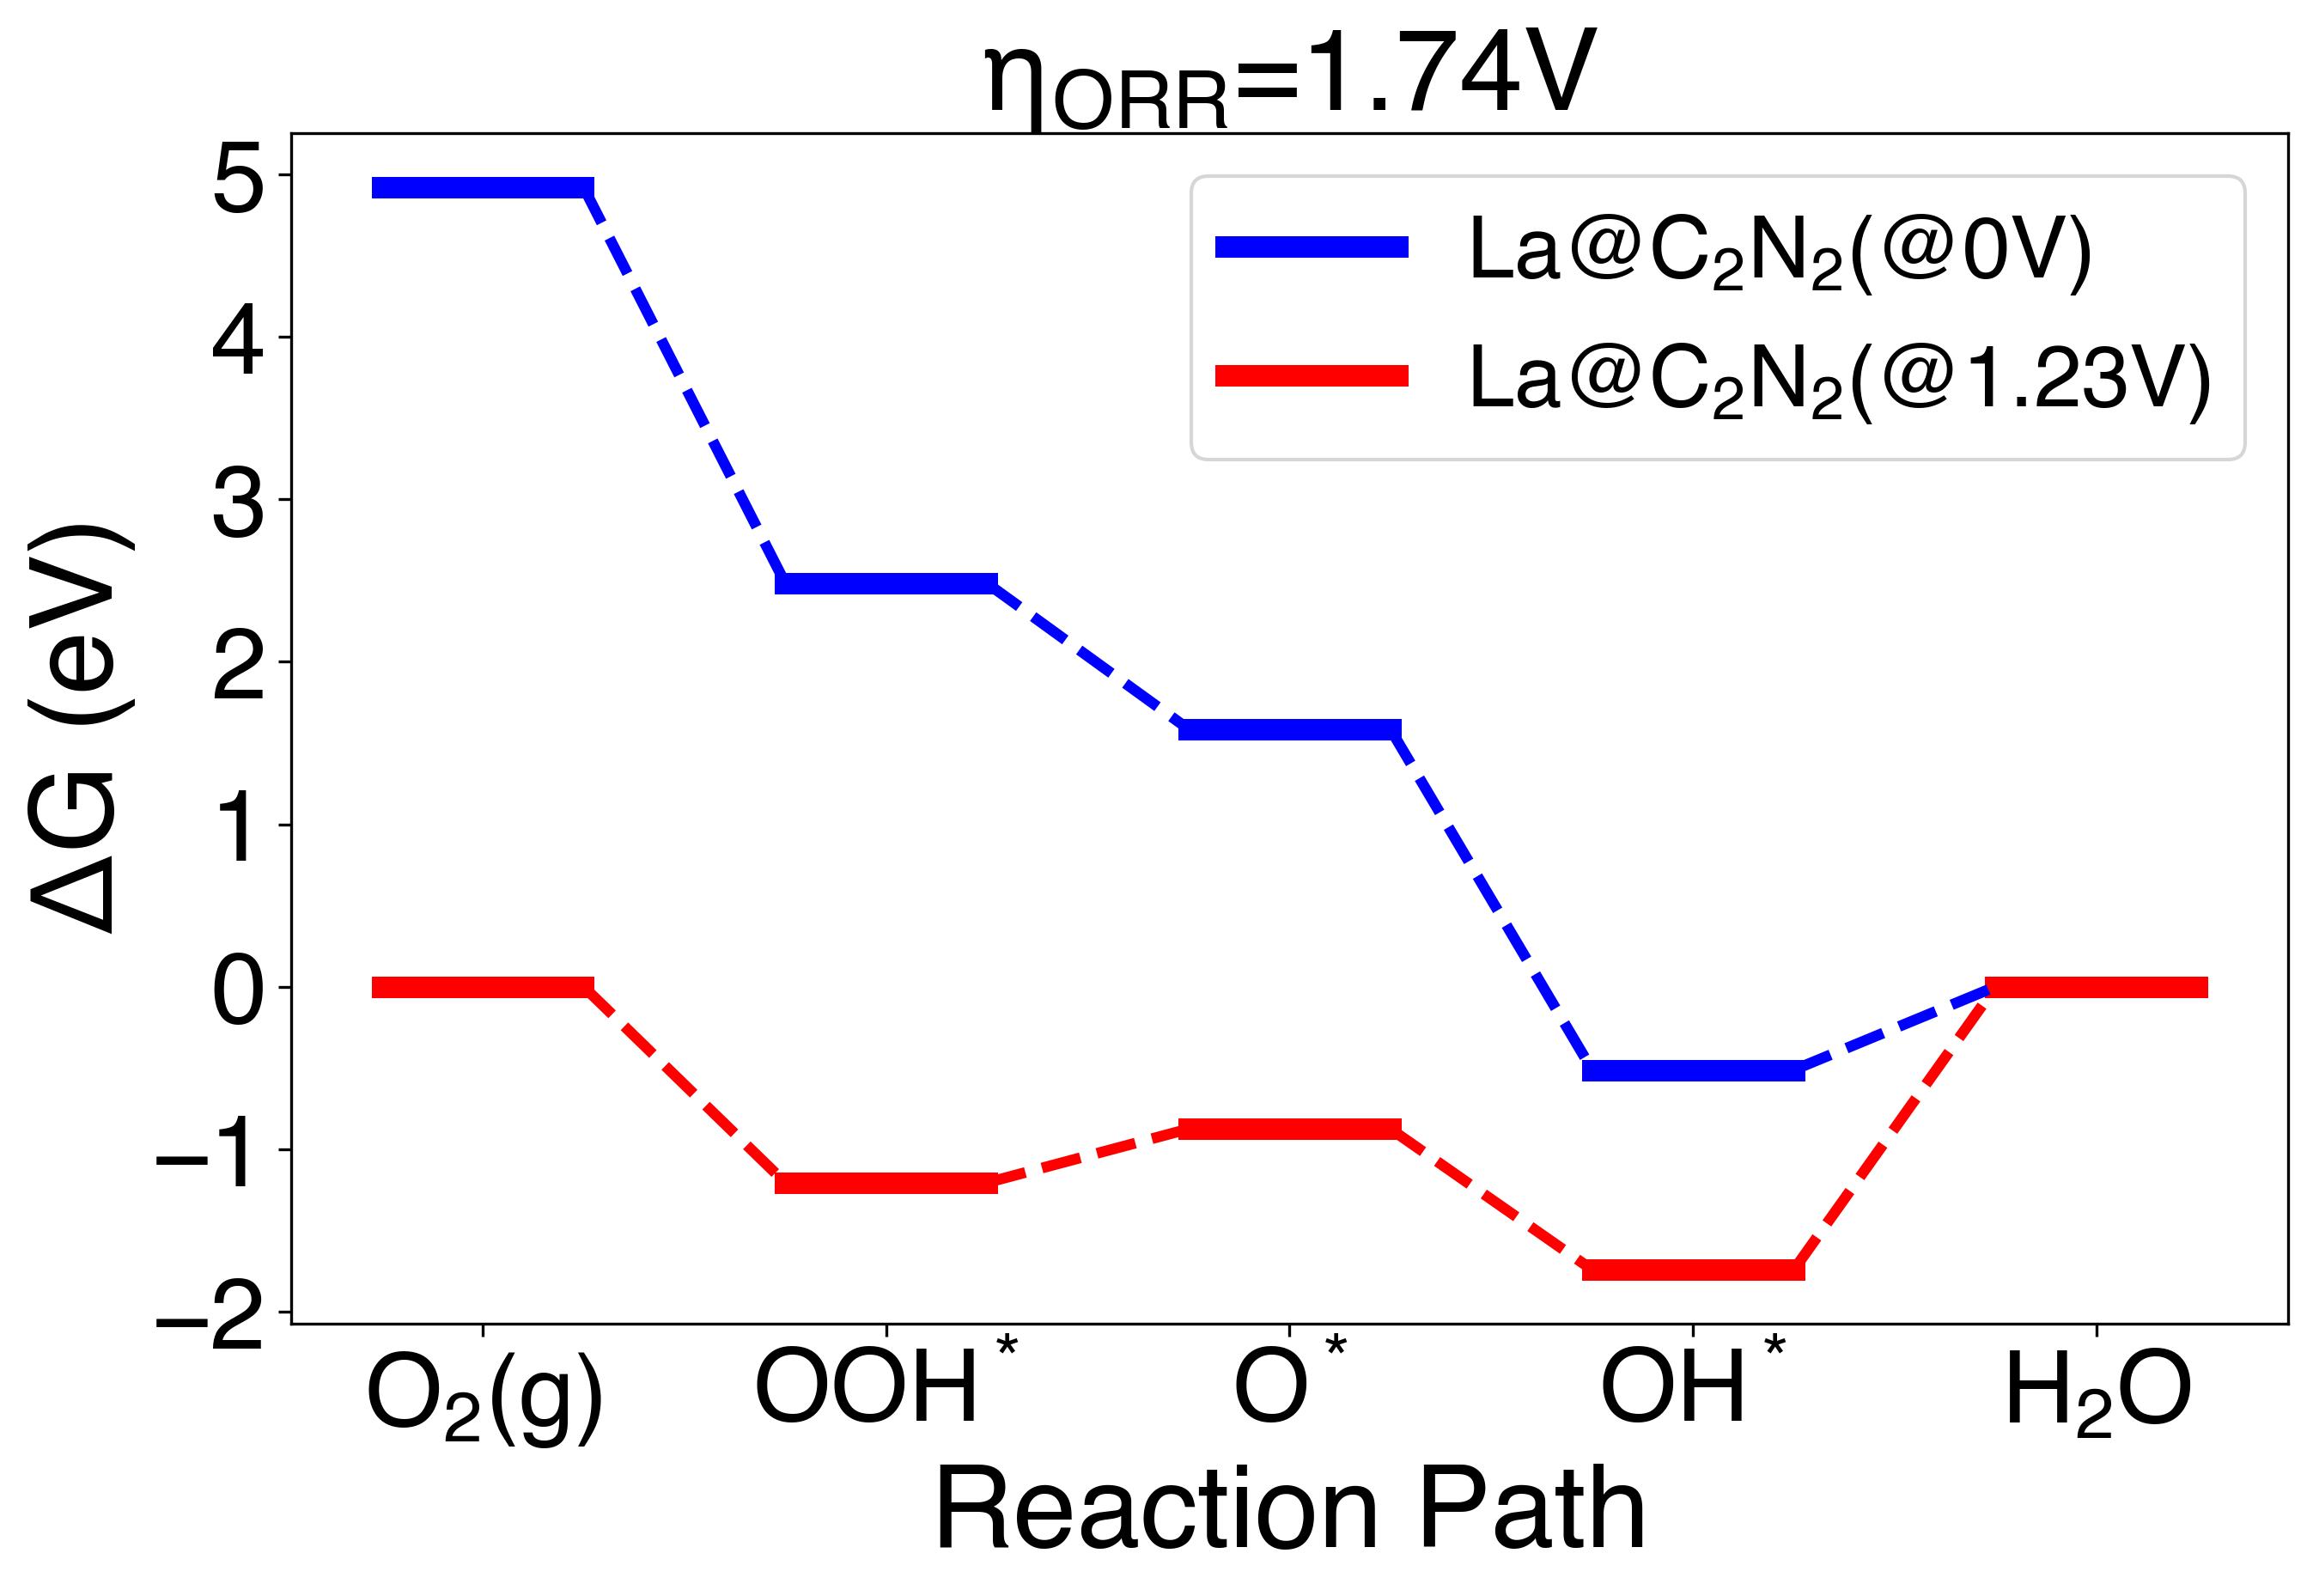 η_ORR=1.74V
ΔG (eV)
5
4
3
2
1
0
−1
−2
La@C₂N₂(@0V)
La@C₂N₂(@1.23V)
O₂(g) OOH* O* OH* H₂O
Reaction Path